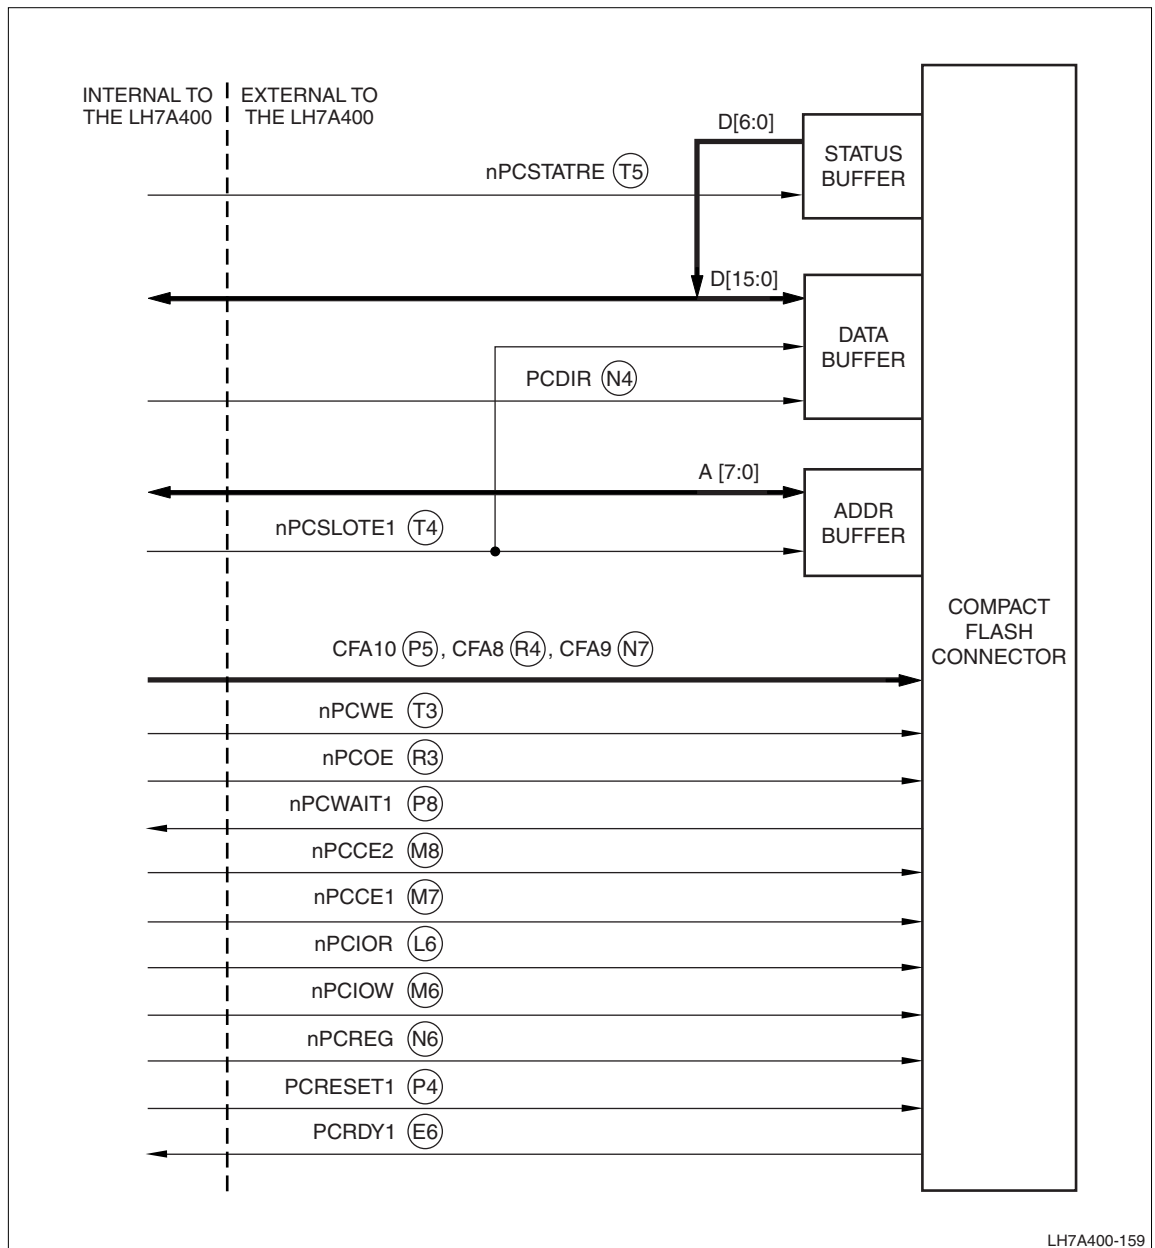 INTERNAL TO
THE LH7A400
EXTERNAL TO
THE LH7A400
D[6:0]
STATUS
BUFFER
nPCSTATRE T5
D[15:0]
DATA
BUFFER
PCDIR N4
A [7:0]
ADDR
BUFFER
nPCSLOTE1 T4
COMPACT
FLASH
CONNECTOR
CFA10 P5, CFA8 R4, CFA9 N7
nPCWE T3
nPCOE R3
nPCWAIT1 P8
nPCCE2 M8
nPCCE1 M7
nPCIOR L6
nPCIOW M6
nPCREG N6
PCRESET1 P4
PCRDY1 E6
LH7A400-159